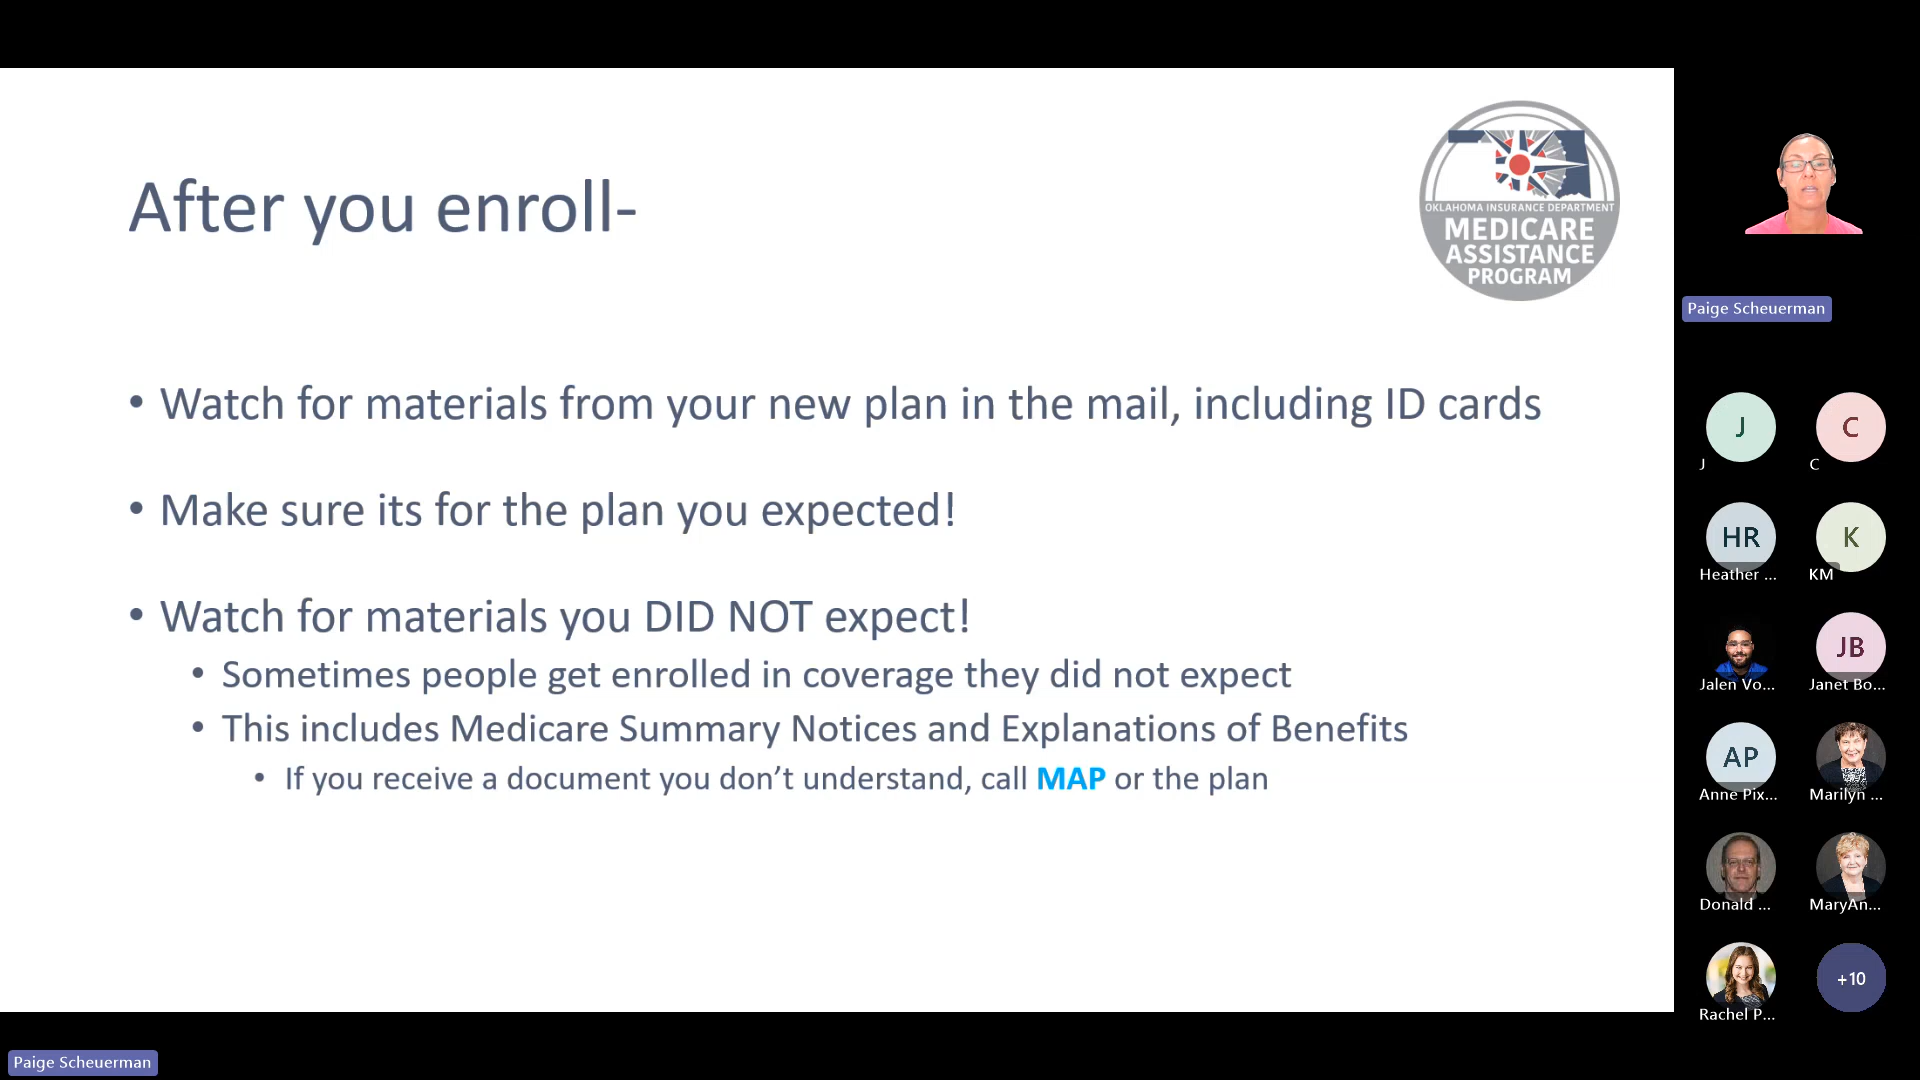 After you enroll-
OKLAHOMA INSURANCE DEPARTMENT
MEDICARE
ASSISTANCE
PROGRAM
• Watch for materials from your new plan in the mail, including ID cards
• Make sure its for the plan you expected!
• Watch for materials you DID NOT expect!
• Sometimes people get enrolled in coverage they did not expect
• This includes Medicare Summary Notices and Explanations of Benefits
• If you receive a document you don’t understand, call MAP or the plan
Paige Scheuerman
J
C
J
C
HR
K
Heather ...
KM
JB
Jalen Vo...
Janet Bo...
AP
Anne Pix...
Marilyn ...
Donald ...
MaryAn...
+10
Rachel P...
Paige Scheuerman